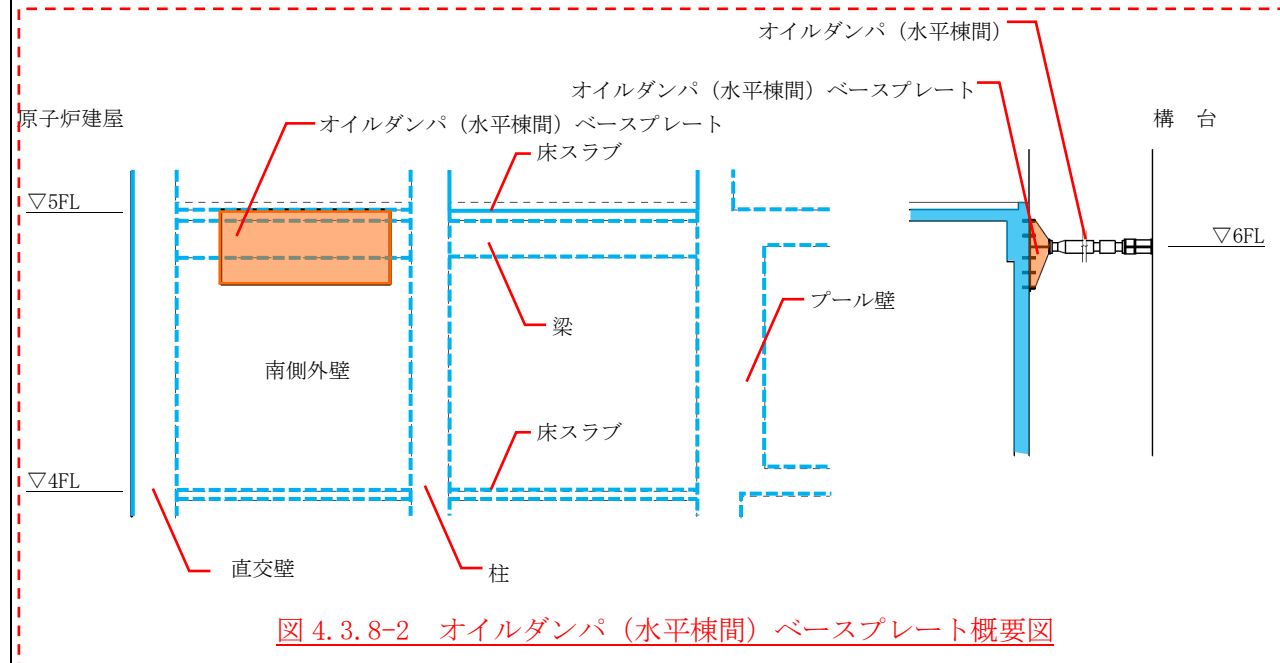 オイルダンパ（水平棟間）
オイルダンパ（水平棟間）ベースプレート
原子炉建屋
オイルダンパ（水平棟間）ベースプレート
構　台
床スラブ
▽5FL
▽6FL
プール壁
梁
南側外壁
床スラブ
▽4FL
直交壁
柱
図 4.3.8-2　オイルダンパ（水平棟間）ベースプレート概要図